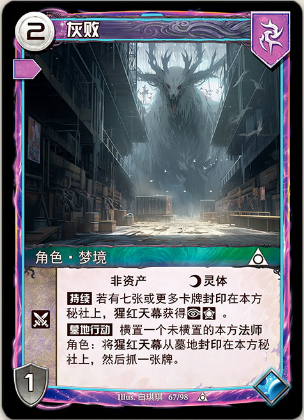 2
灰败
角色·梦境
非资产 灵体
持续 若有七张或更多卡牌封印在本方
秘社上，猩红天幕获得 。
墓地行动 横置一个未横置的本方法师
角色：将猩红天幕从墓地封印在本方秘
社上，然后抓一张牌。
1
Illus. 白琪琪 67/98